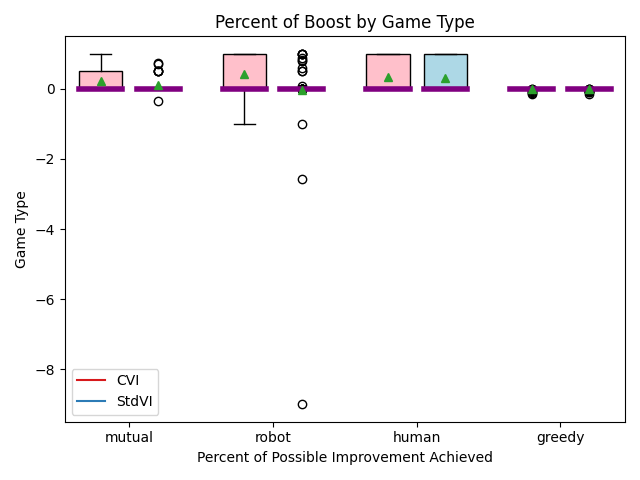 Percent of Boost by Game Type
Game Type
0
−2
−4
−6
−8
CVI
StdVI
mutual robot human greedy
Percent of Possible Improvement Achieved